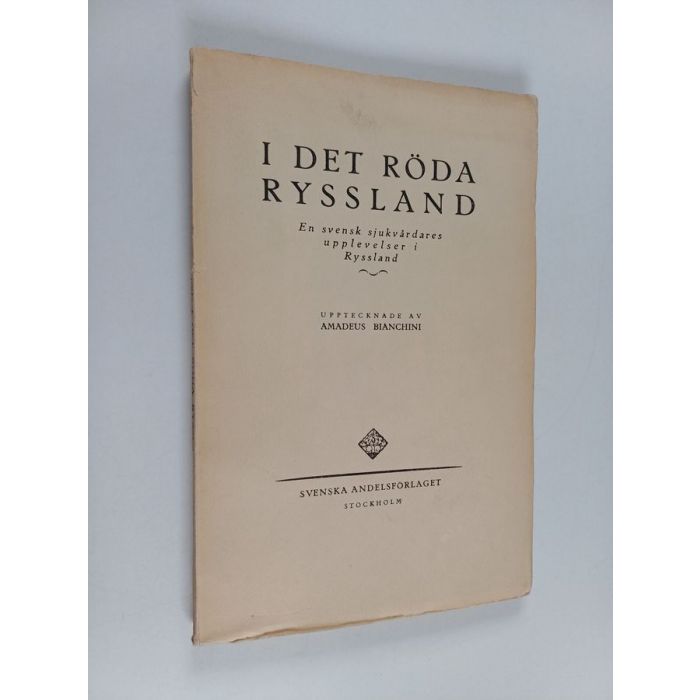 I DET RÖDA
RYSSLAND
En svensk sjukvårdares
upplevelser i
Ryssland
UPPTECKNADE AV
AMADEUS BIANCHINI
SVENSKA ANDELSFÖRLAGET
STOCKHOLM